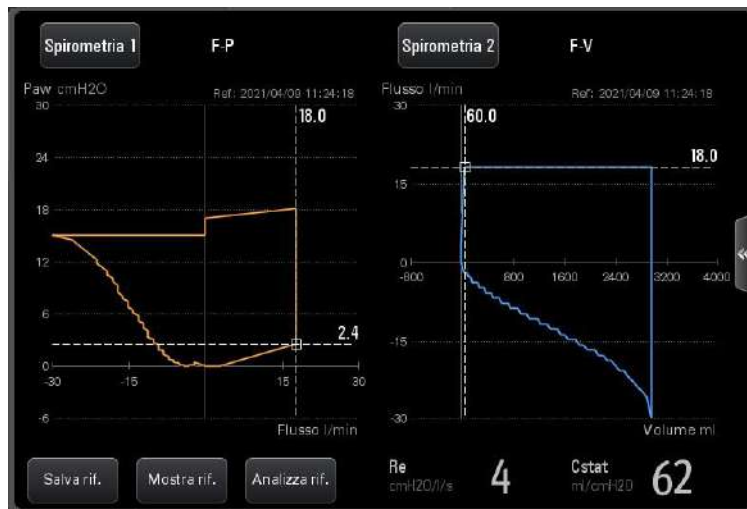 Spirometria 1 F-P
Paw cmH2O Ref: 2021/04/09 11:24:18
30
18.0
24
18
12
6
2.4
0
-30 -15 15 30
-6
Flusso l/min
Salva rif. Mostra rif. Analizza rif.
Spirometria 2 F-V
Flusso l/min Ref: 2021/04/09 11:24:18
30
60.0
18.0
15
0
-800 800 1600 2400 3200 4000
-15
-30
Volume ml
Re
cmH2O/l/s
4
Cstat
ml/cmH2O
62
«